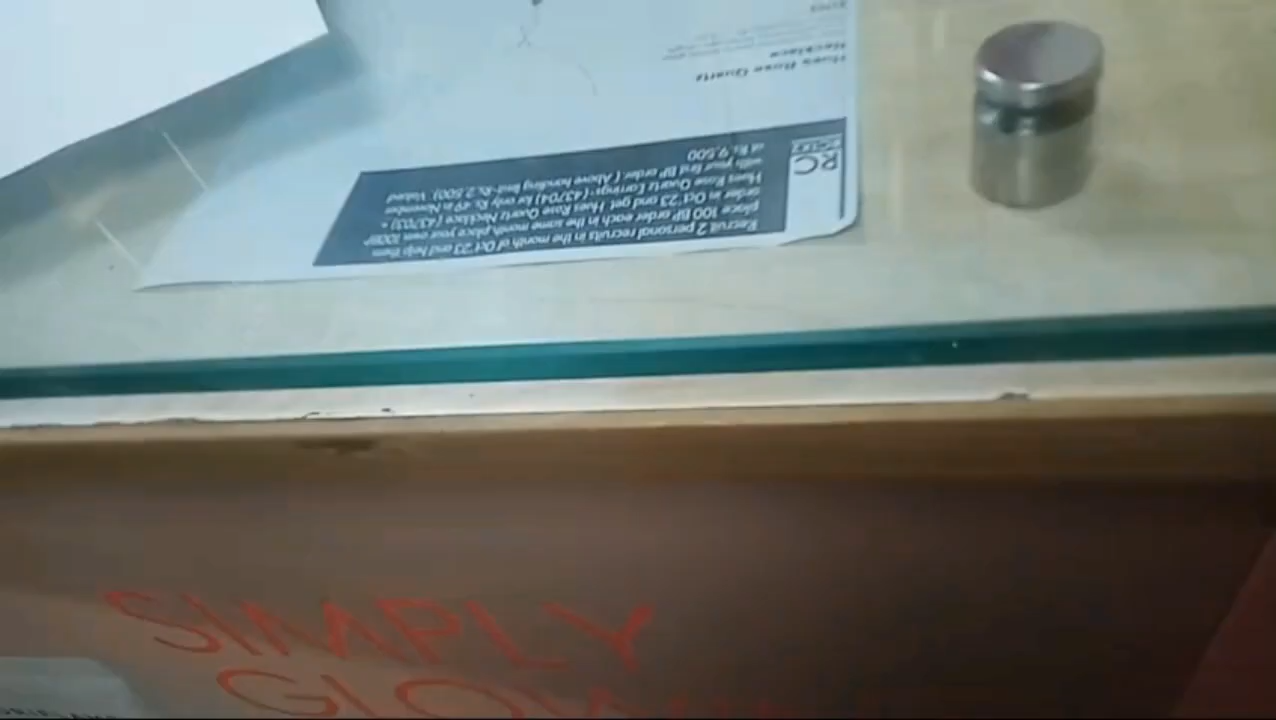 Recruit 2 personal recruits in the month of Oct'23 and help them
place 100 BP order each in the same month, place your own 100BP
order in Oct'23 and get Hues Rose Quartz Necklace (43703) +
Hues Rose Quartz Earrings - (43704) for only Rs 49 on November
with your first BP order (Above handling limit-Rs.2,500). Valued
at Rs 9,500
RC
Hues Rose Quartz
Necklace
SIMPLY
GLOW